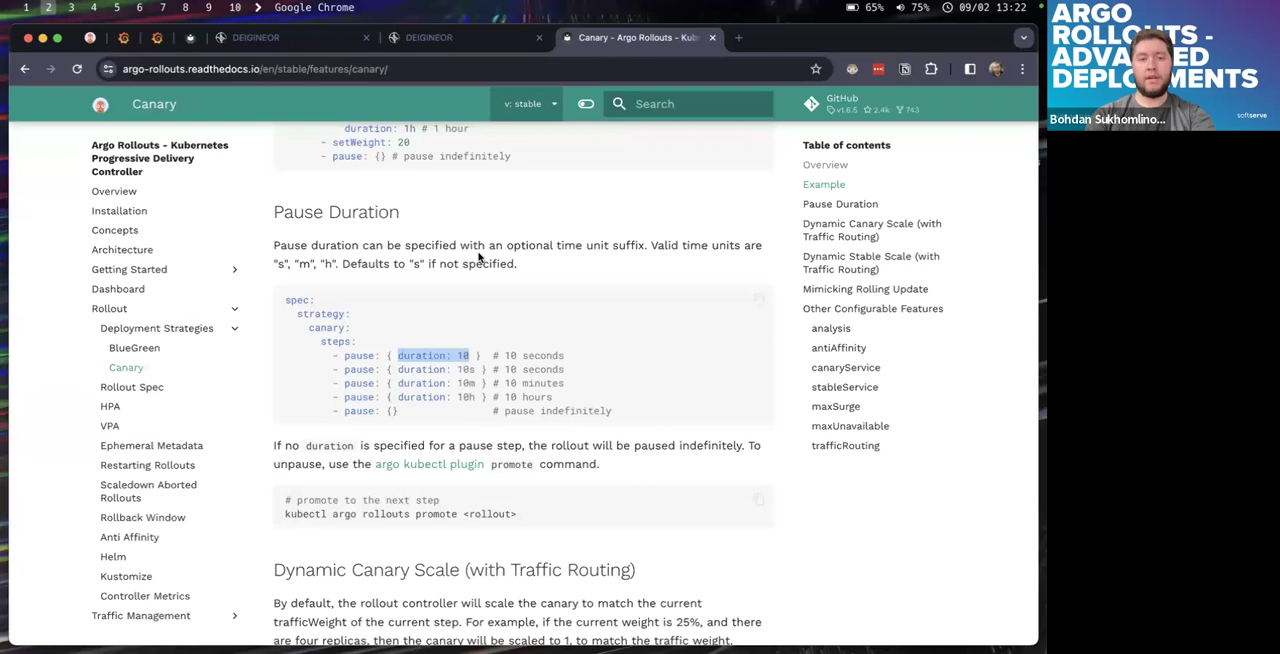 1 2 3 4 5 6 7 8 9 10 Google Chrome
65% 75% 09/02 13:22
DEIGINEOR
DEIGINEOR
Canary - Argo Rollouts - Kub
argo-rollouts.readthedocs.io/en/stable/features/canary/
Canary
v: stable
Search
GitHub
v1.6.5 2.4k 743
Argo Rollouts - Kubernetes
Progressive Delivery
Controller
Overview
Installation
Concepts
Architecture
Getting Started
Dashboard
Rollout
Deployment Strategies
BlueGreen
Canary
Rollout Spec
HPA
VPA
Ephemeral Metadata
Restarting Rollouts
Scaledown Aborted
Rollouts
Rollback Window
Anti Affinity
Helm
Kustomize
Controller Metrics
Traffic Management
duration: 1h # 1 hour
- setWeight: 20
- pause: {} # pause indefinitely
Pause Duration
Pause duration can be specified with an optional time unit suffix. Valid time units are
"s", "m", "h". Defaults to "s" if not specified.
spec:
strategy:
canary:
steps:
- pause: { duration: 10 } # 10 seconds
- pause: { duration: 10s } # 10 seconds
- pause: { duration: 10m } # 10 minutes
- pause: { duration: 10h } # 10 hours
- pause: {} # pause indefinitely
If no duration is specified for a pause step, the rollout will be paused indefinitely. To
unpause, use the argo kubectl plugin promote command.
# promote to the next step
kubectl argo rollouts promote <rollout>
Dynamic Canary Scale (with Traffic Routing)
By default, the rollout controller will scale the canary to match the current
trafficWeight of the current step. For example, if the current weight is 25%, and there
are four replicas, then the canary will be scaled to 1, to match the traffic weight.
Table of contents
Overview
Example
Pause Duration
Dynamic Canary Scale (with
Traffic Routing)
Dynamic Stable Scale (with
Traffic Routing)
Mimicking Rolling Update
Other Configurable Features
analysis
antiAffinity
canaryService
stableService
maxSurge
maxUnavailable
trafficRouting
ARGO
ROLLOUTS -
ADVANCED
DEPLOYMENTS
softserve
Bohdan Sukhomlino...